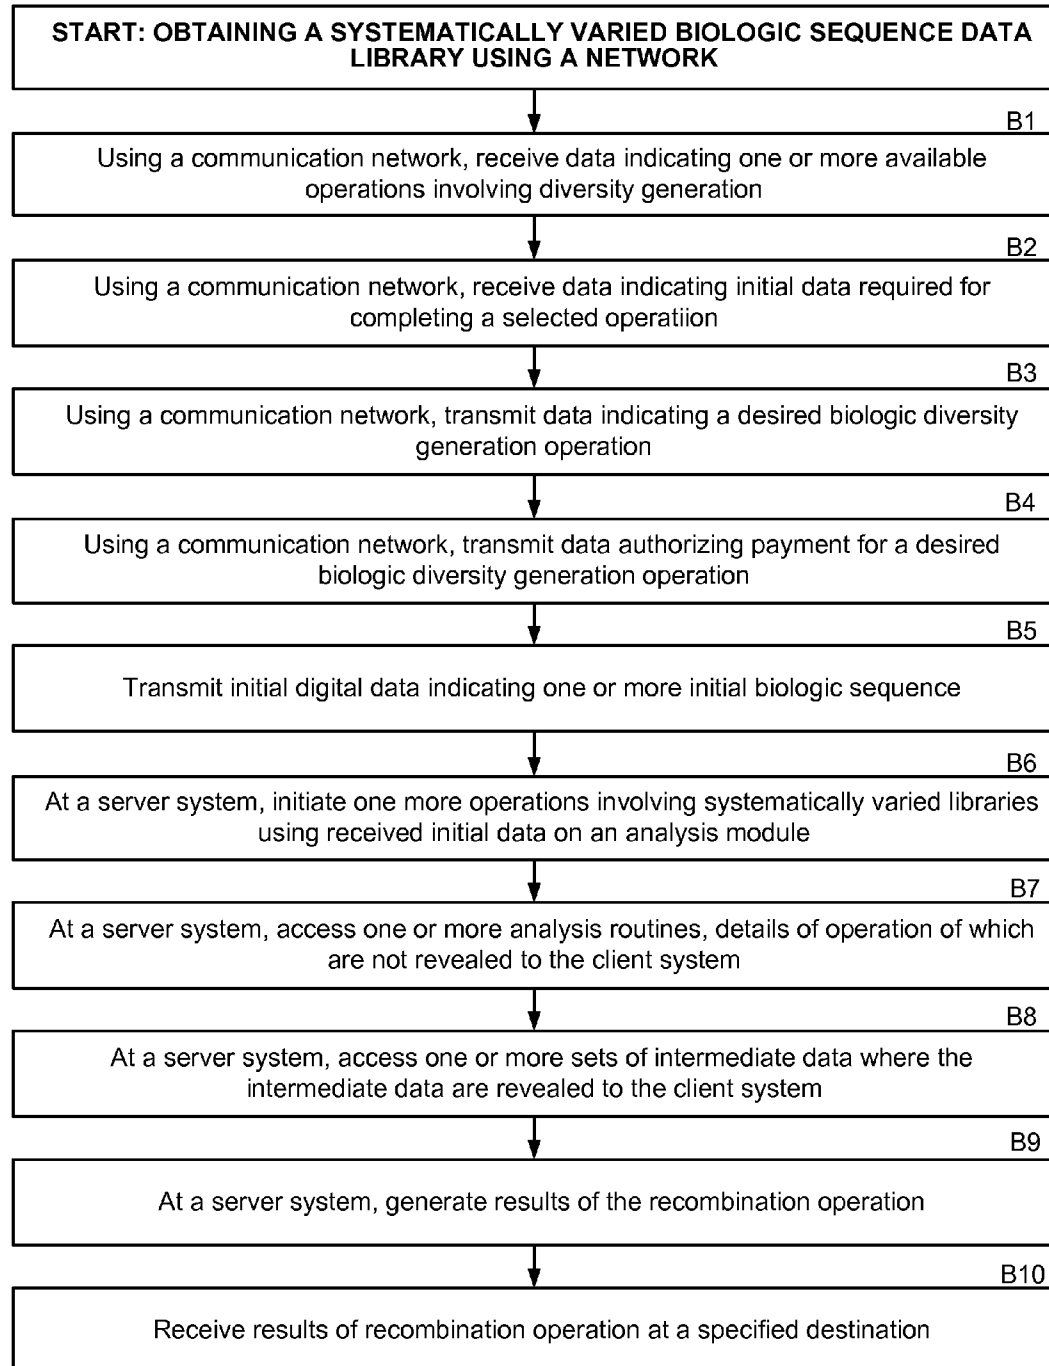 START: OBTAINING A SYSTEMATICALLY VARIED BIOLOGIC SEQUENCE DATA
LIBRARY USING A NETWORK
B1
Using a communication network, receive data indicating one or more available
operations involving diversity generation
B2
Using a communication network, receive data indicating initial data required for
completing a selected operatiion
B3
Using a communication network, transmit data indicating a desired biologic diversity
generation operation
B4
Using a communication network, transmit data authorizing payment for a desired
biologic diversity generation operation
B5
Transmit initial digital data indicating one or more initial biologic sequence
B6
At a server system, initiate one more operations involving systematically varied libraries
using received initial data on an analysis module
B7
At a server system, access one or more analysis routines, details of operation of which
are not revealed to the client system
B8
At a server system, access one or more sets of intermediate data where the
intermediate data are revealed to the client system
B9
At a server system, generate results of the recombination operation
B10
Receive results of recombination operation at a specified destination